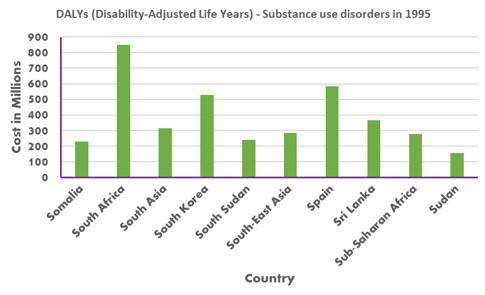 DALYs (Disability-Adjusted Life Years) - Substance use disorders in 1995
Cost in Millions
900
800
700
600
500
400
300
200
100
0
Somalia
South Africa
South Asia
South Korea
South Sudan
South-East Asia
Spain
Sri Lanka
Sub-Saharan Africa
Sudan
Country